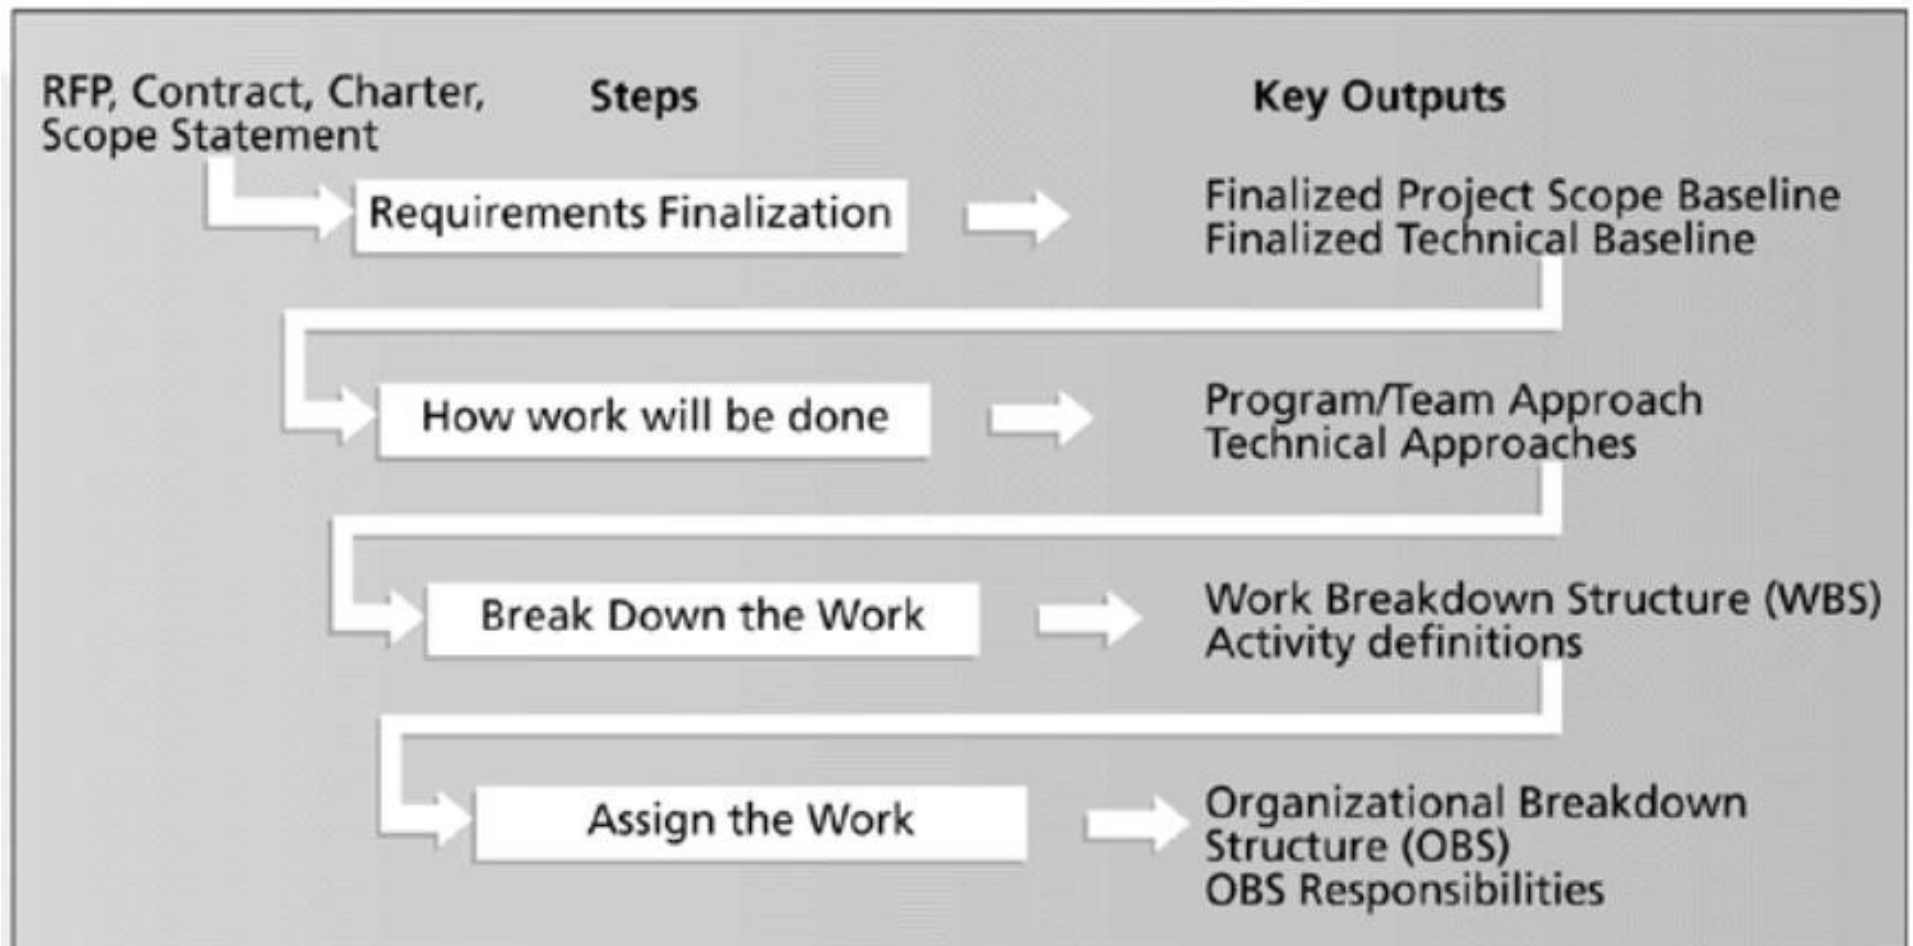 RFP, Contract, Charter,
Scope Statement
Steps
Key Outputs
Requirements Finalization
Finalized Project Scope Baseline
Finalized Technical Baseline
How work will be done
Program/Team Approach
Technical Approaches
Break Down the Work
Work Breakdown Structure (WBS)
Activity definitions
Assign the Work
Organizational Breakdown
Structure (OBS)
OBS Responsibilities